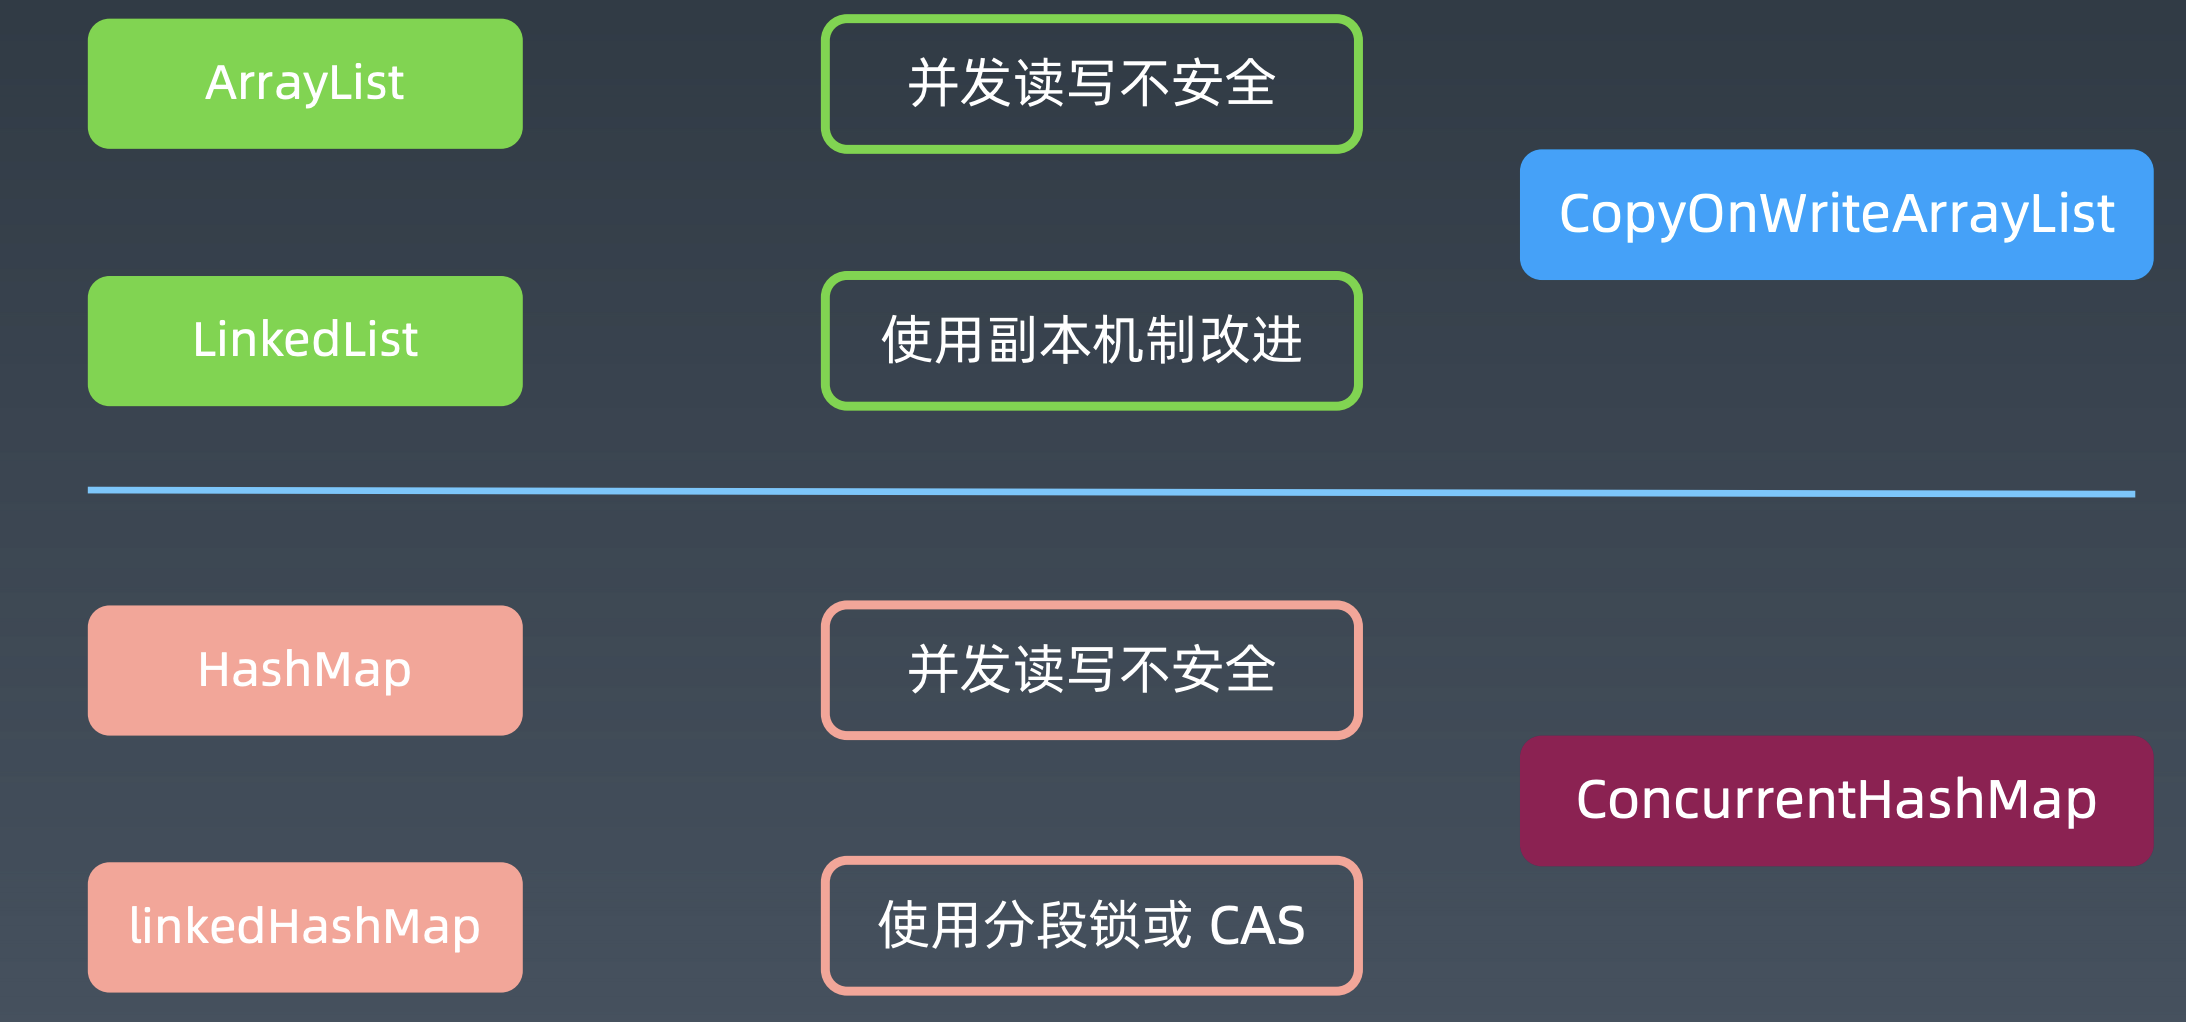 ArrayList
并发读写不安全
CopyOnWriteArrayList
LinkedList
使用副本机制改进
HashMap
并发读写不安全
ConcurrentHashMap
linkedHashMap
使用分段锁或 CAS